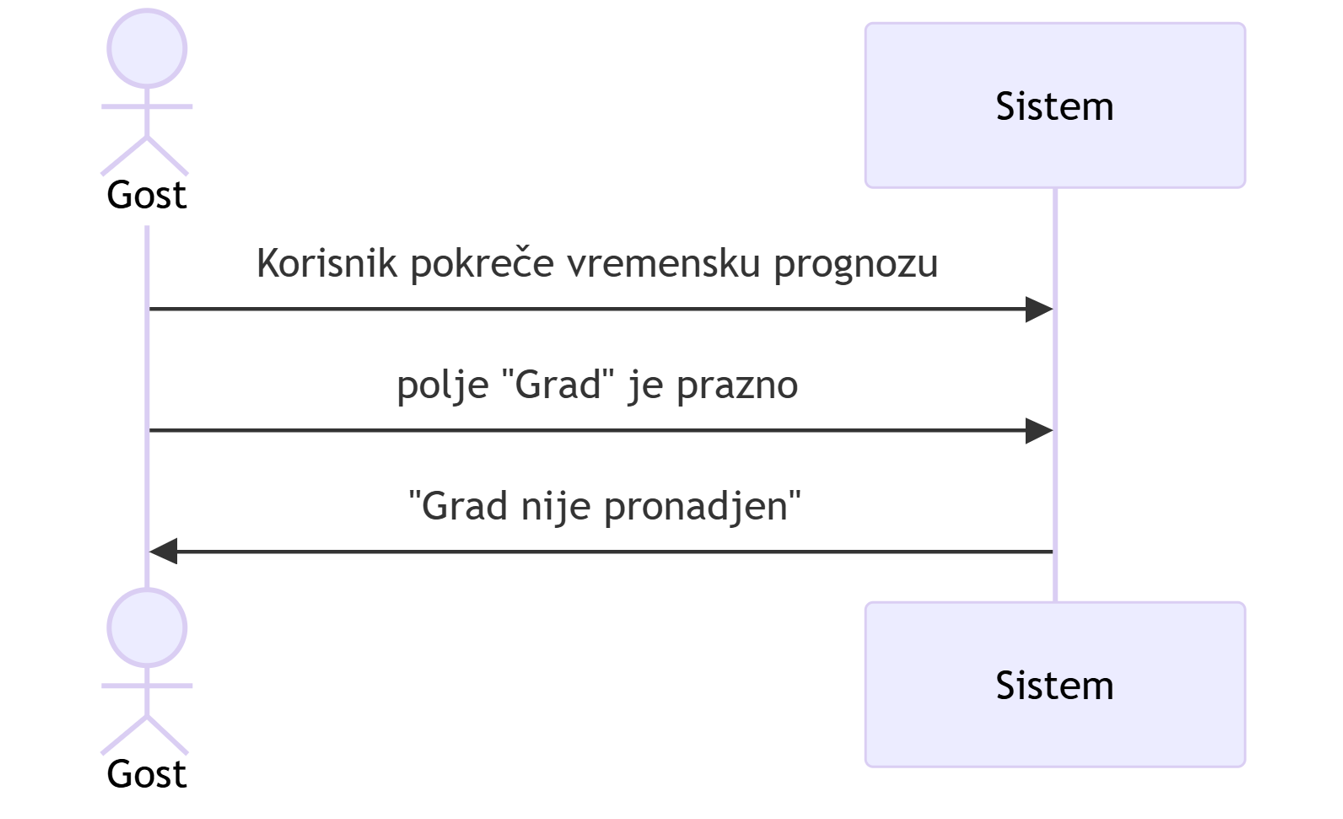 Gost
Sistem
Korisnik pokreče vremensku prognozu
polje "Grad" je prazno
"Grad nije pronadjen"
Gost
Sistem